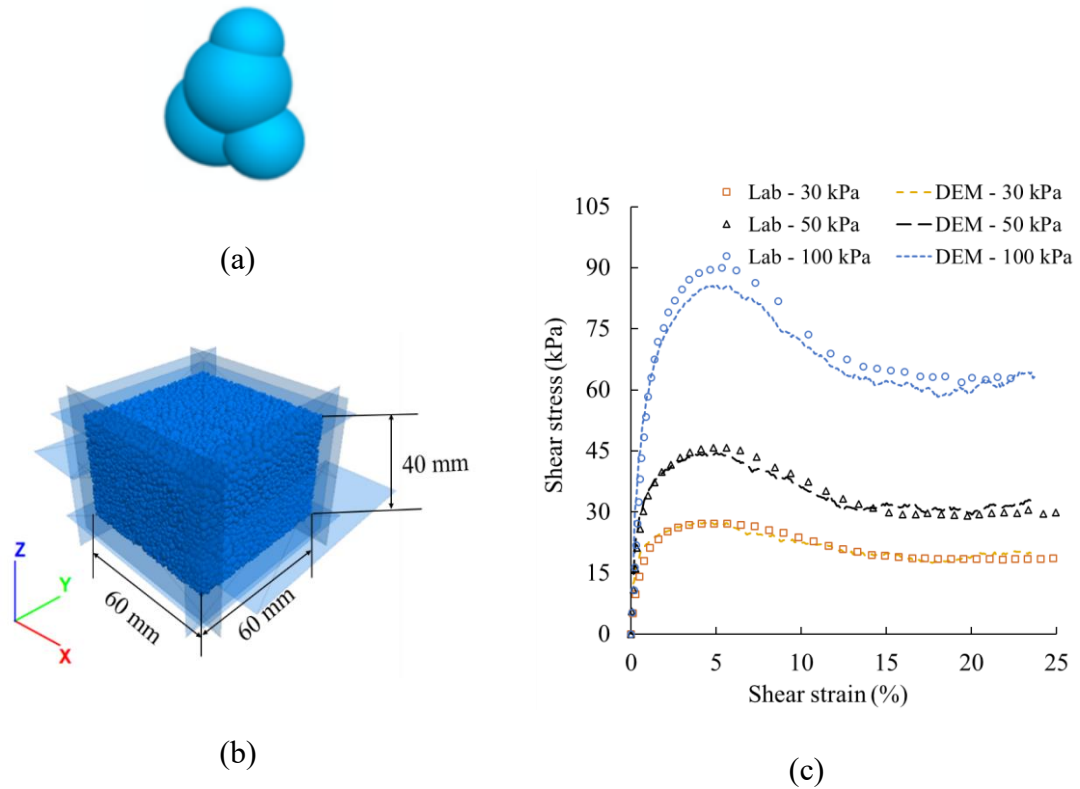 (a)
40 mm
60 mm
60 mm
Z
Y
X
(b)
Lab - 30 kPa
DEM - 30 kPa
Lab - 50 kPa
DEM - 50 kPa
Lab - 100 kPa
DEM - 100 kPa
105
90
75
60
45
30
15
0
Shear stress (kPa)
0
5
10
15
20
25
Shear strain (%)
(c)